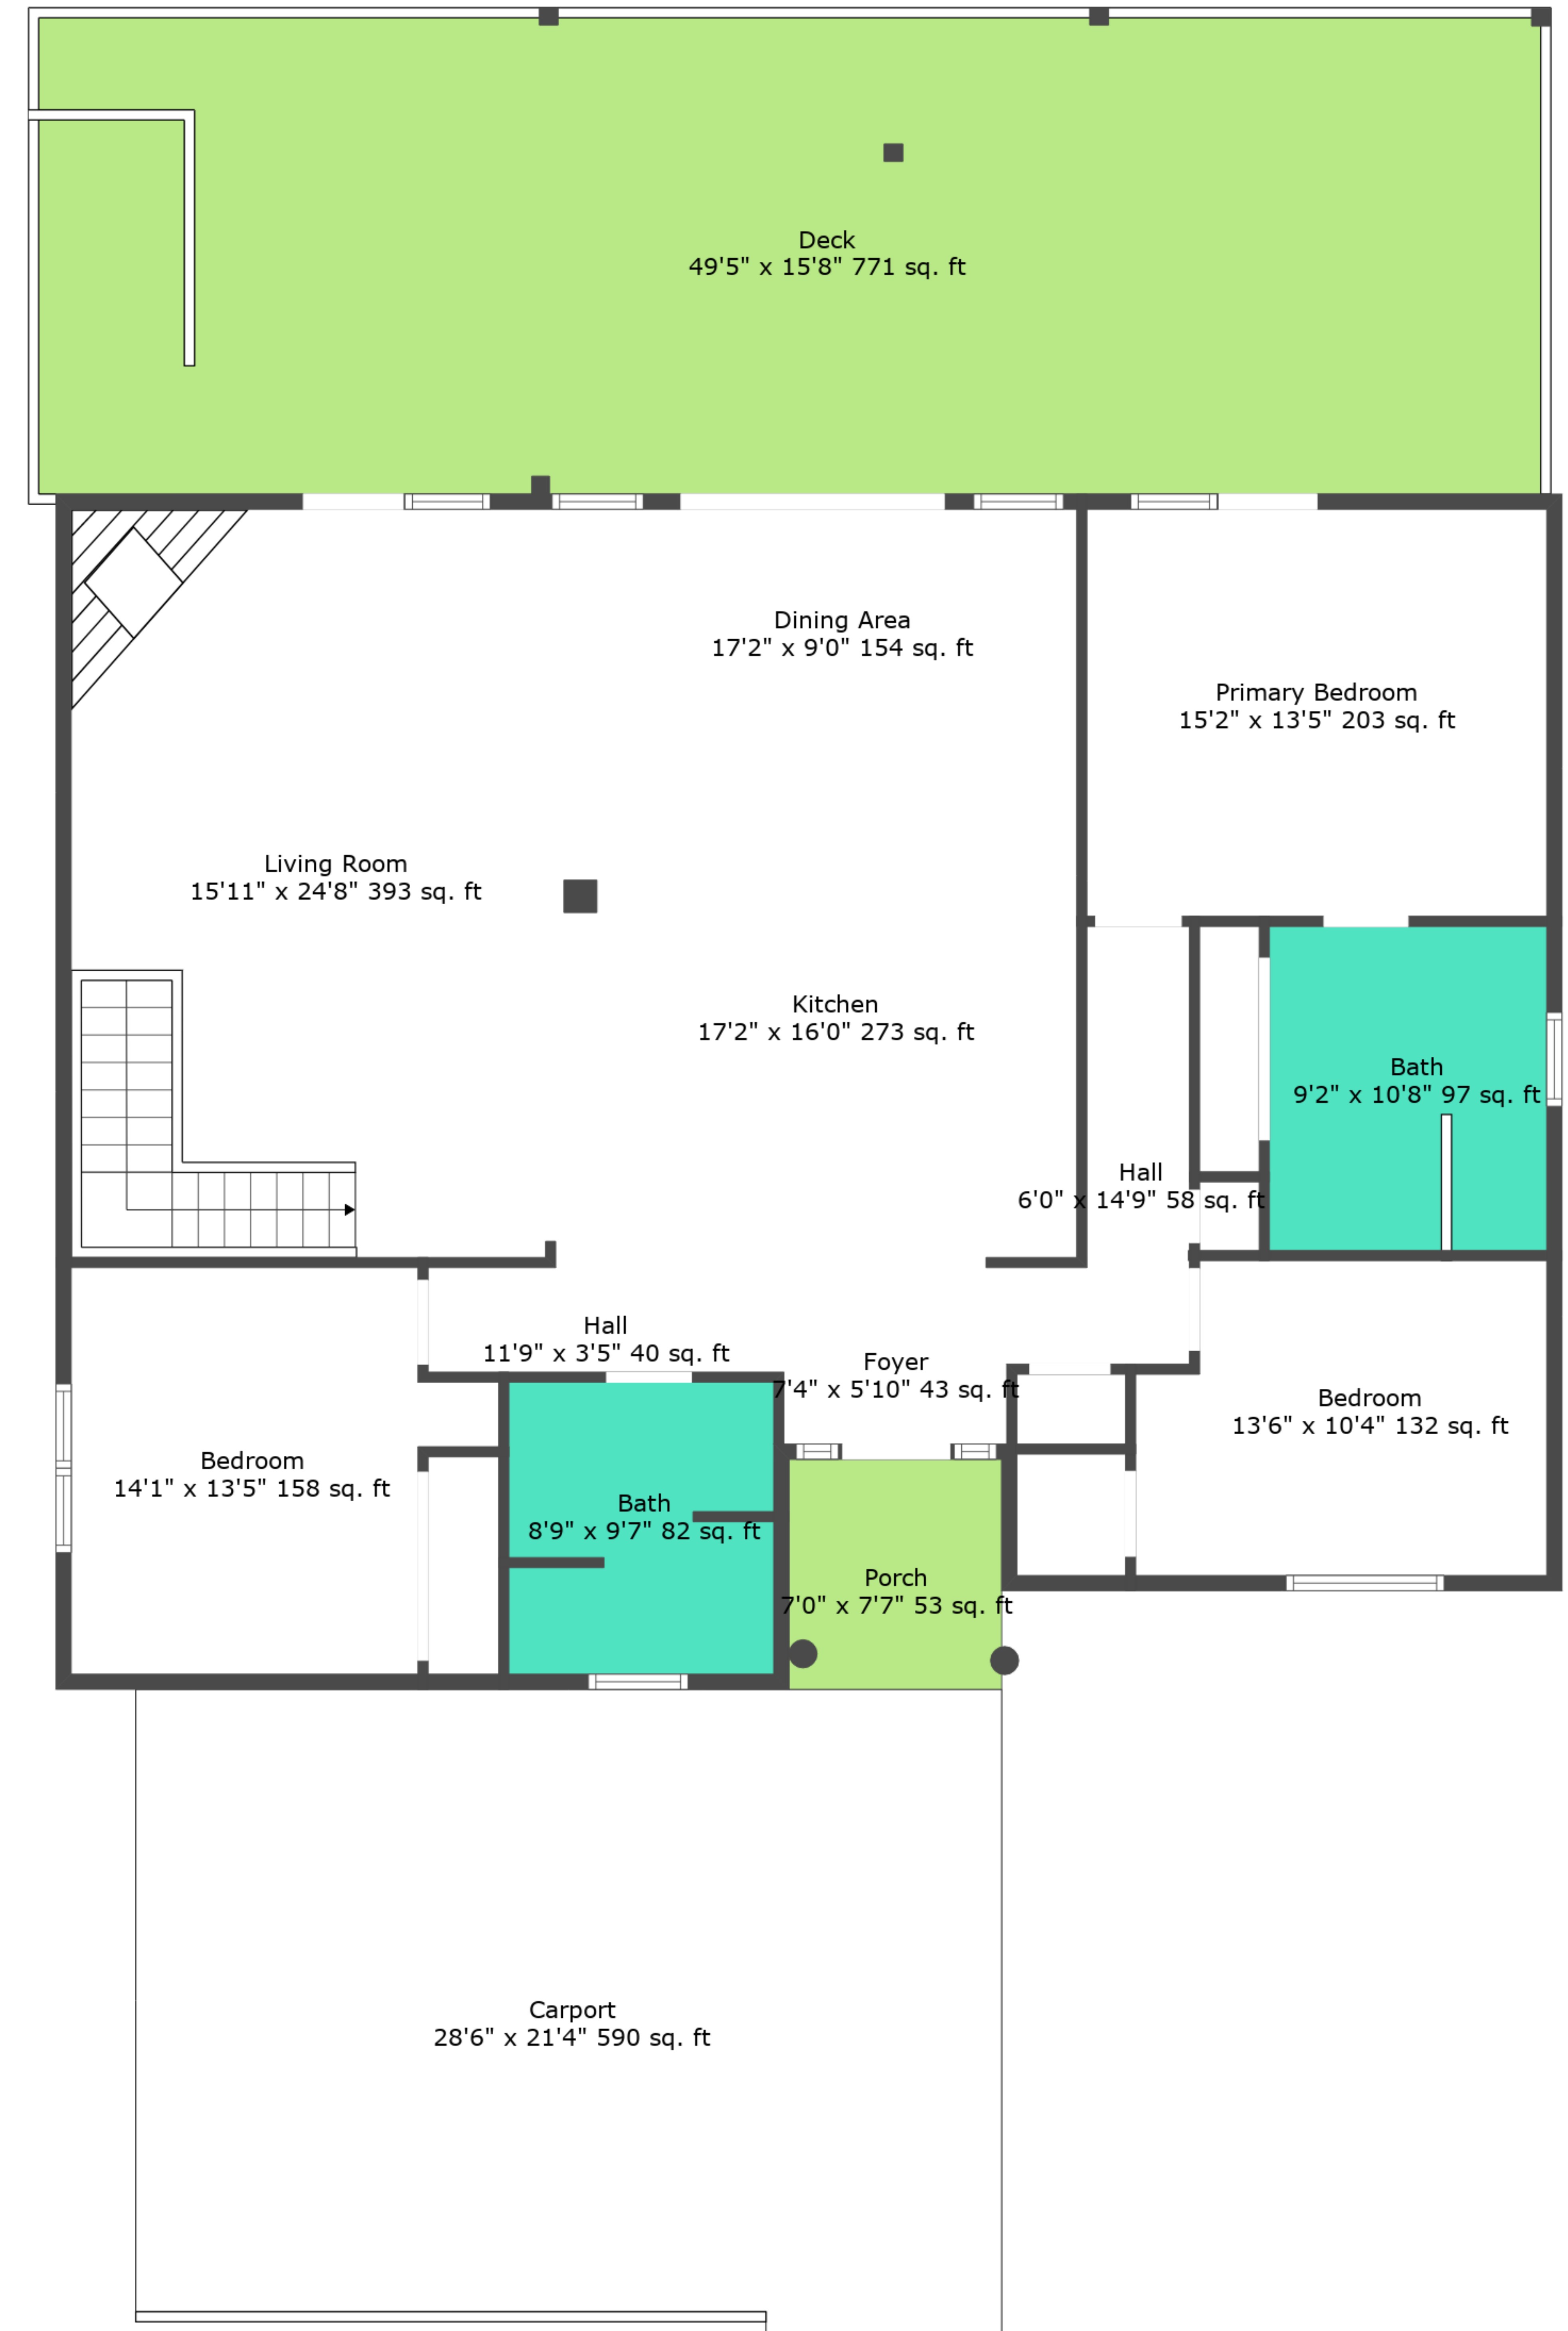 Deck
49'5" x 15'8" 771 sq. ft
Dining Area
17'2" x 9'0" 154 sq. ft
Primary Bedroom
15'2" x 13'5" 203 sq. ft
Living Room
15'11" x 24'8" 393 sq. ft
Kitchen
17'2" x 16'0" 273 sq. ft
Bath
9'2" x 10'8" 97 sq. ft
Hall
6'0" x 14'9" 58 sq. ft
Hall
11'9" x 3'5" 40 sq. ft
Foyer
7'4" x 5'10" 43 sq. ft
Bedroom
13'6" x 10'4" 132 sq. ft
Bedroom
14'1" x 13'5" 158 sq. ft
Bath
8'9" x 9'7" 82 sq. ft
Porch
7'0" x 7'7" 53 sq. ft
Carport
28'6" x 21'4" 590 sq. ft